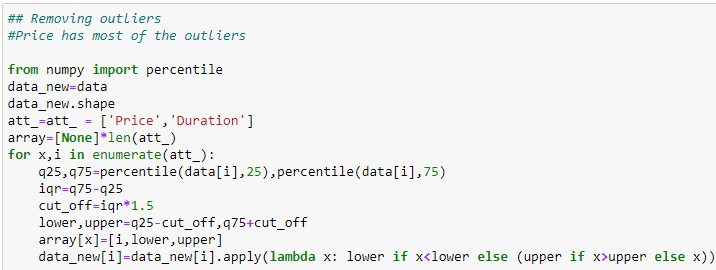 ## Removing outliers
#Price has most of the outliers

from numpy import percentile
data_new=data
data_new.shape
att_=att_ = ['Price','Duration']
array=[None]*len(att_)
for x,i in enumerate(att_):
    q25,q75=percentile(data[i],25),percentile(data[i],75)
    iqr=q75-q25
    cut_off=iqr*1.5
    lower,upper=q25-cut_off,q75+cut_off
    array[x]=[i,lower,upper]
    data_new[i]=data_new[i].apply(lambda x: lower if x<lower else (upper if x>upper else x))